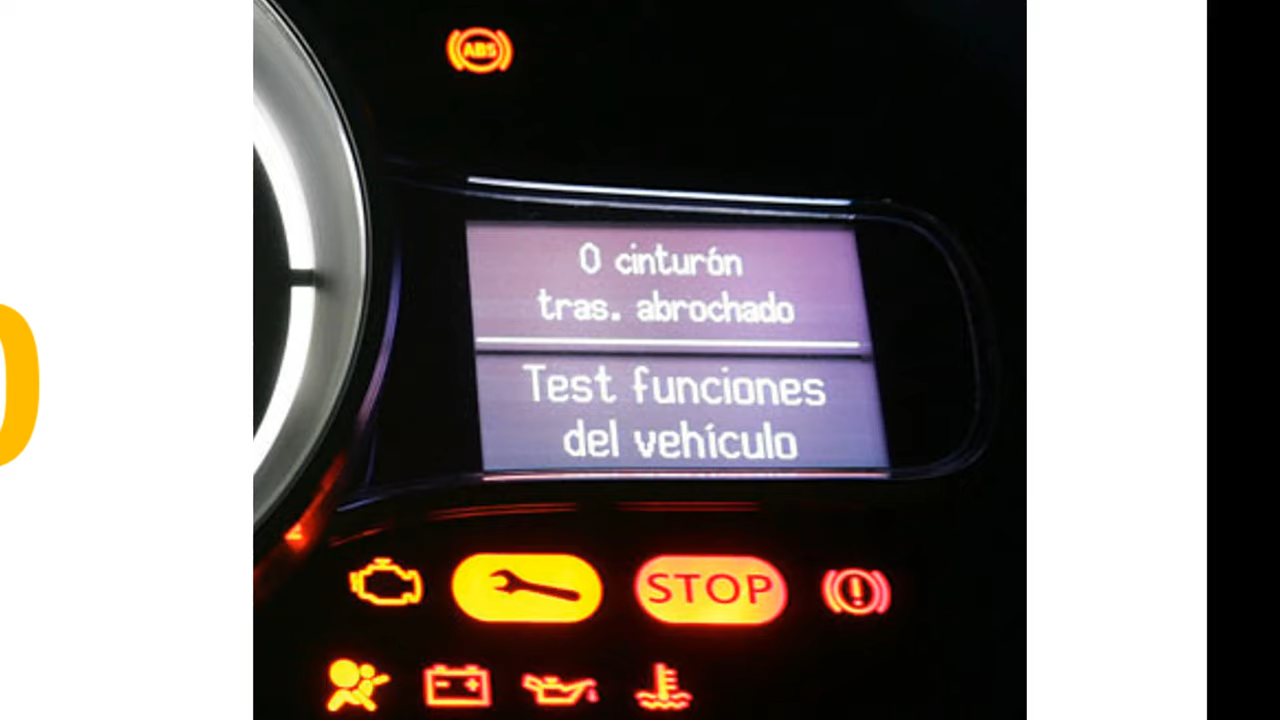 ABS
0 cinturón
tras. abrochado
Test funciones
del vehículo
STOP